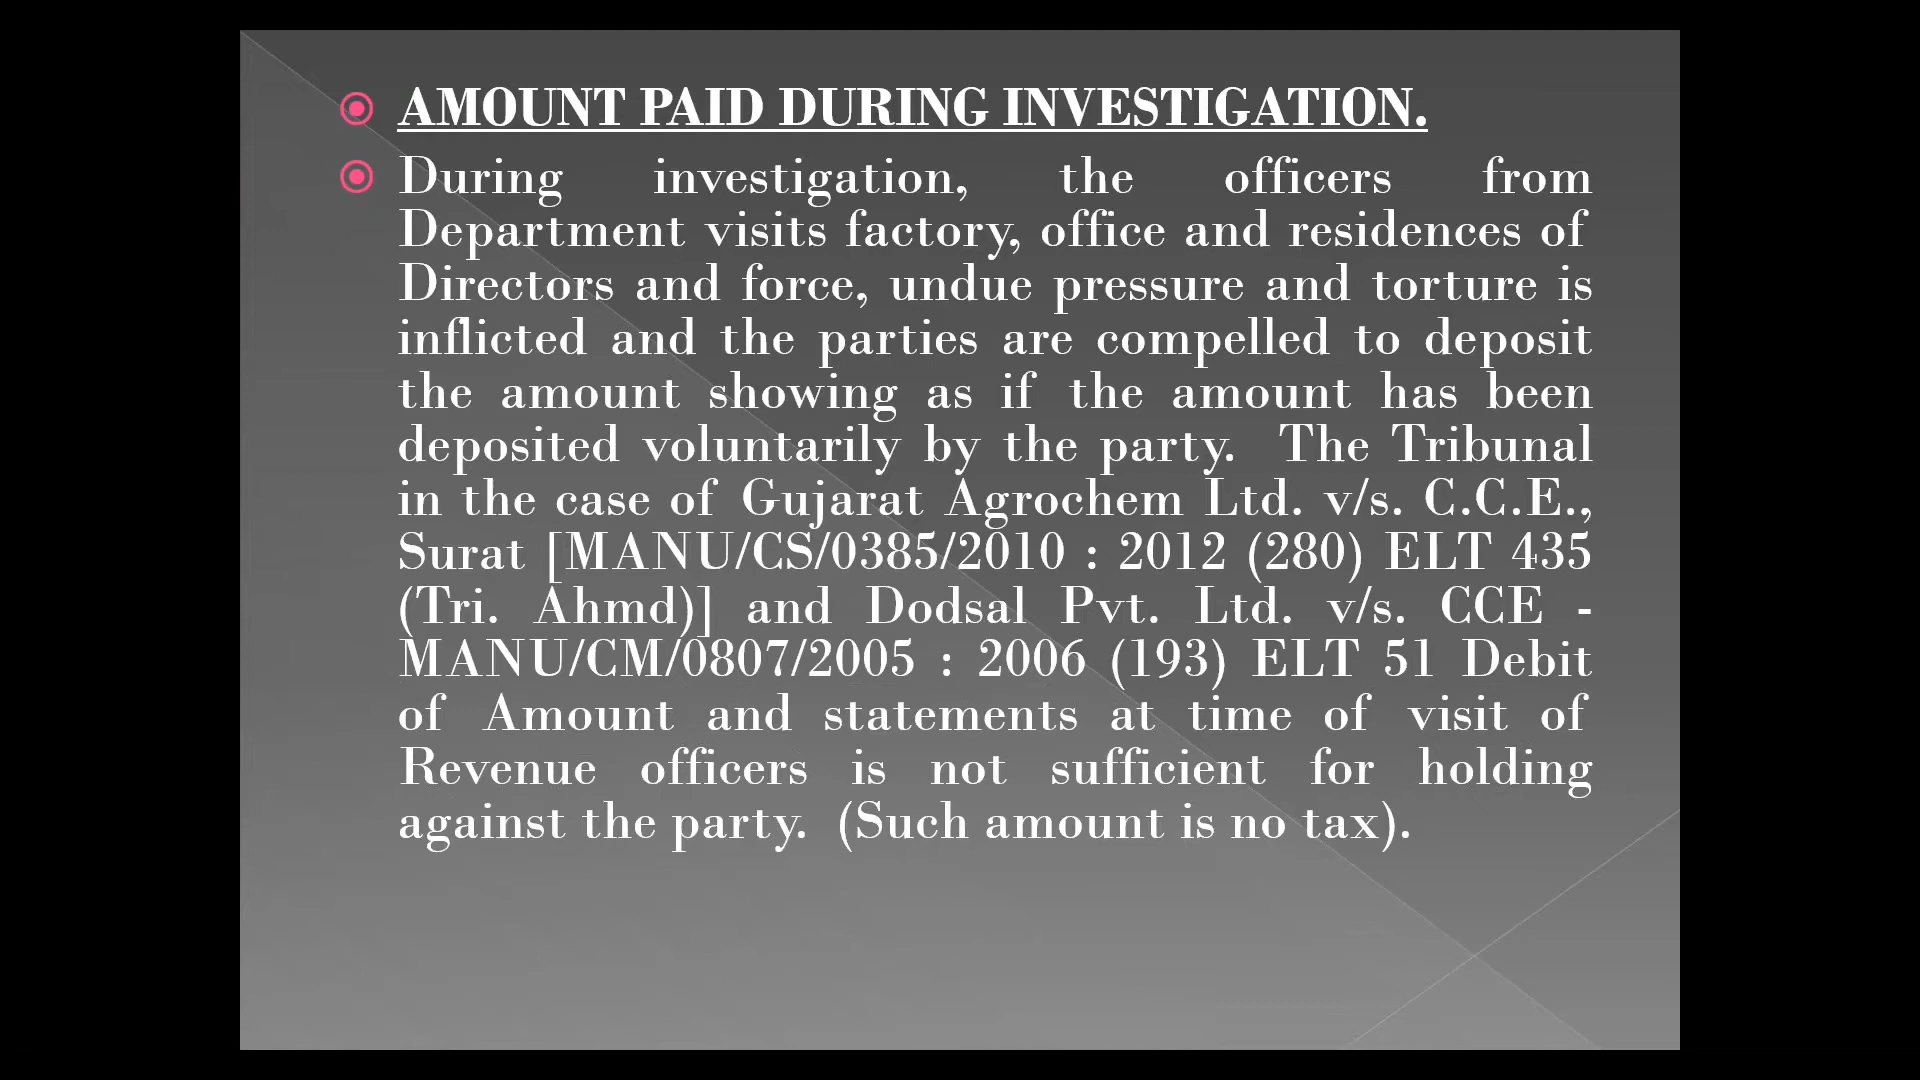 AMOUNT PAID DURING INVESTIGATION.
During investigation, the officers from
Department visits factory, office and residences of
Directors and force, undue pressure and torture is
inflicted and the parties are compelled to deposit
the amount showing as if the amount has been
deposited voluntarily by the party. The Tribunal
in the case of Gujarat Agrochem Ltd. v/s. C.C.E.,
Surat [MANU/CS/0385/2010 : 2012 (280) ELT 435
(Tri. Ahmd)] and Dodsal Pvt. Ltd. v/s. CCE -
MANU/CM/0807/2005 : 2006 (193) ELT 51 Debit
of Amount and statements at time of visit of
Revenue officers is not sufficient for holding
against the party. (Such amount is no tax).